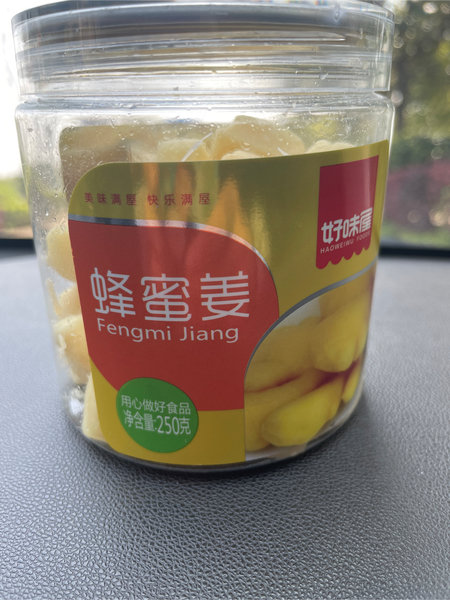 美味满屋 快乐满屋
好味屋
HAOWEIWU FOODS
蜂蜜姜
Fengmi Jiang
用心做好食品
净含量:250克